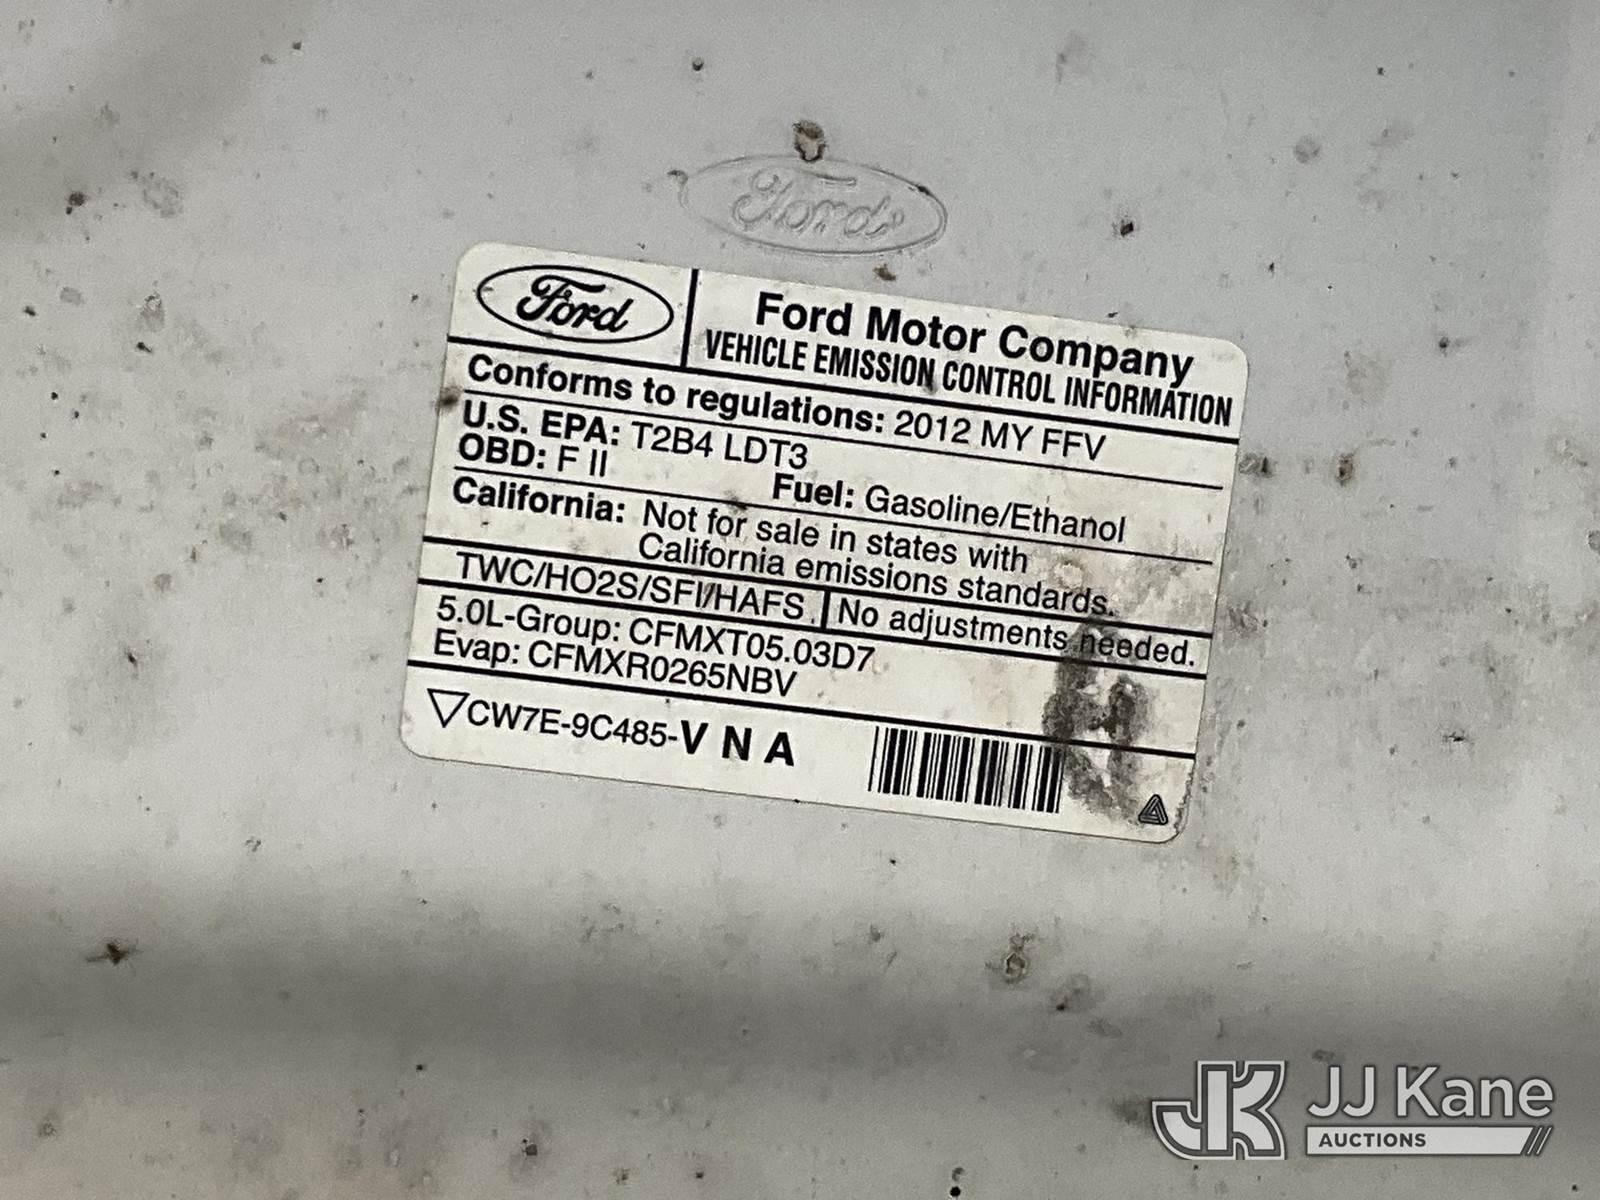 Ford
Ford
Ford Motor Company
VEHICLE EMISSION CONTROL INFORMATION
Conforms to regulations: 2012 MY FFV
U.S. EPA: T2B4 LDT3
OBD: F II
Fuel: Gasoline/Ethanol
California: Not for sale in states with
California emissions standards.
TWC/HO2S/SFI/HAFS
No adjustments needed.
5.0L-Group: CFMXT05.03D7
Evap: CFMXR0265NBV
CW7E-9C485-V N A
JK
JJ Kane
AUCTIONS